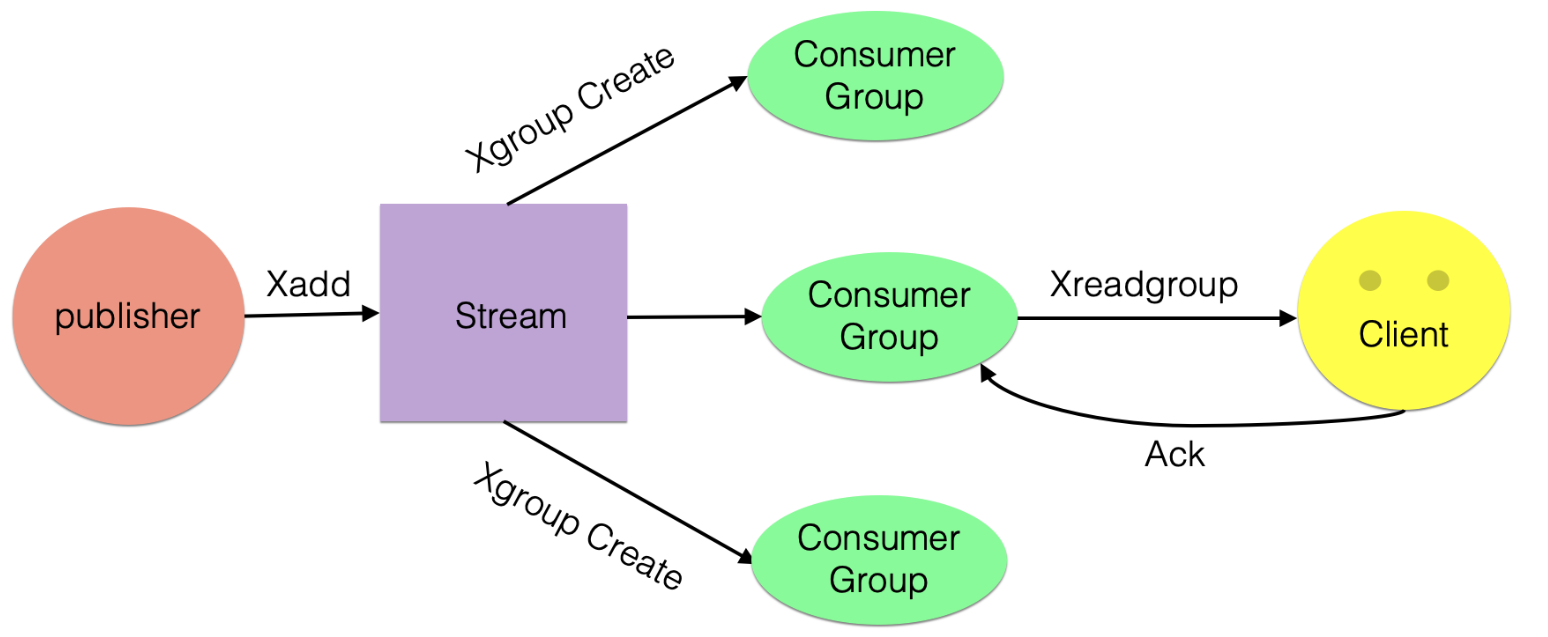 Consumer
Group
Xgroup Create
publisher
Xadd
Stream
Consumer
Group
Xreadgroup
Client
Ack
Xgroup Create
Consumer
Group